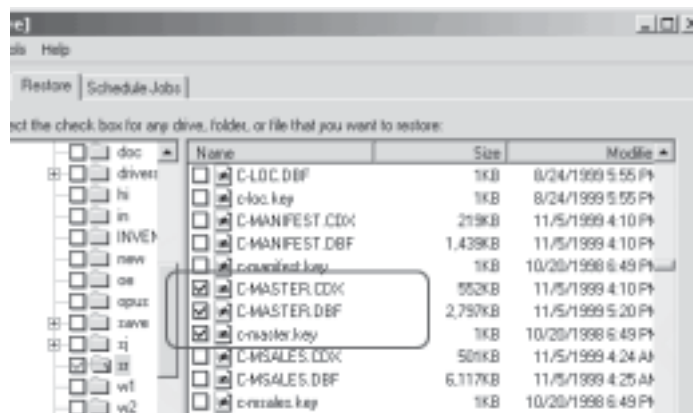 e]
ols Help
Restore Schedule Jobs
ect the check box for any drive, folder, or file that you want to restore:
doc
drivers
hi
in
INVEN
new
oe
opus
save
sj
st
w1
w2
Name Size Modifie
C-LOC.DBF 1KB 8/24/1999 5:55 PM
c-loc.key 1KB 8/24/1999 5:55 PM
C-MANIFEST.CDX 219KB 11/5/1999 4:10 PM
C-MANIFEST.DBF 1,439KB 11/5/1999 4:10 PM
c-manifest.key 1KB 10/20/1998 6:49 PM
C-MASTER.CDX 552KB 11/5/1999 4:10 PM
C-MASTER.DBF 2,797KB 11/5/1999 5:20 PM
c-master.key 1KB 10/20/1998 6:49 PM
C-MSALES.CDX 501KB 11/5/1999 4:24 AM
C-MSALES.DBF 6,117KB 11/5/1999 4:25 AM
c-msales.key 1KB 10/20/1998 6:49 PM